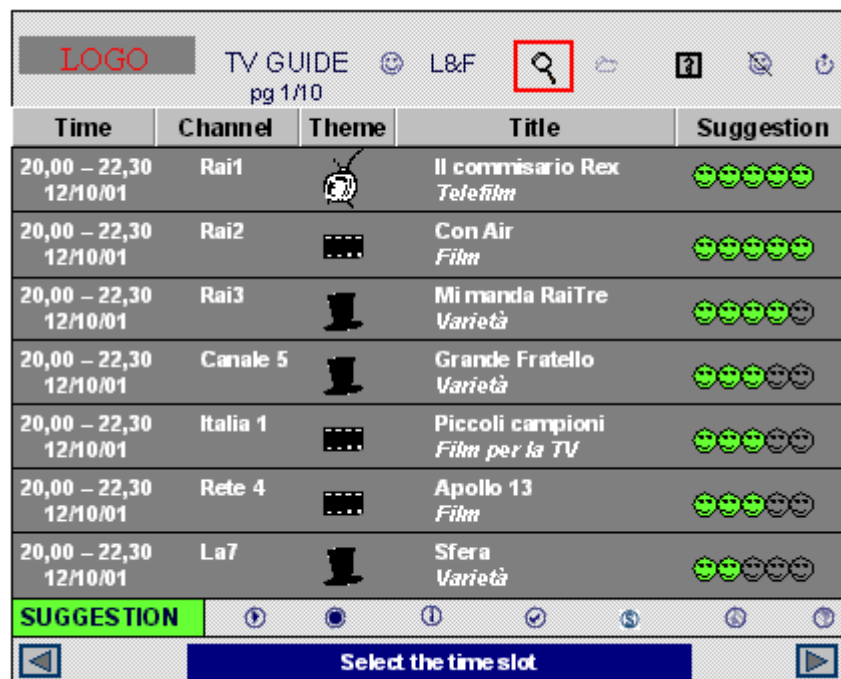 LOGO
TV GUIDE L&F
pg 1/10
Time Channel Theme Title Suggestion
20,00 – 22,30 Rai1 Il commisario Rex
12/10/01 Telefilm
20,00 – 22,30 Rai2 Con Air
12/10/01 Film
20,00 – 22,30 Rai3 Mi manda RaiTre
12/10/01 Varietà
20,00 – 22,30 Canale 5 Grande Fratello
12/10/01 Varietà
20,00 – 22,30 Italia 1 Piccoli campioni
12/10/01 Film per la TV
20,00 – 22,30 Rete 4 Apollo 13
12/10/01 Film
20,00 – 22,30 La7 Sfera
12/10/01 Varietà
SUGGESTION
Select the time slot